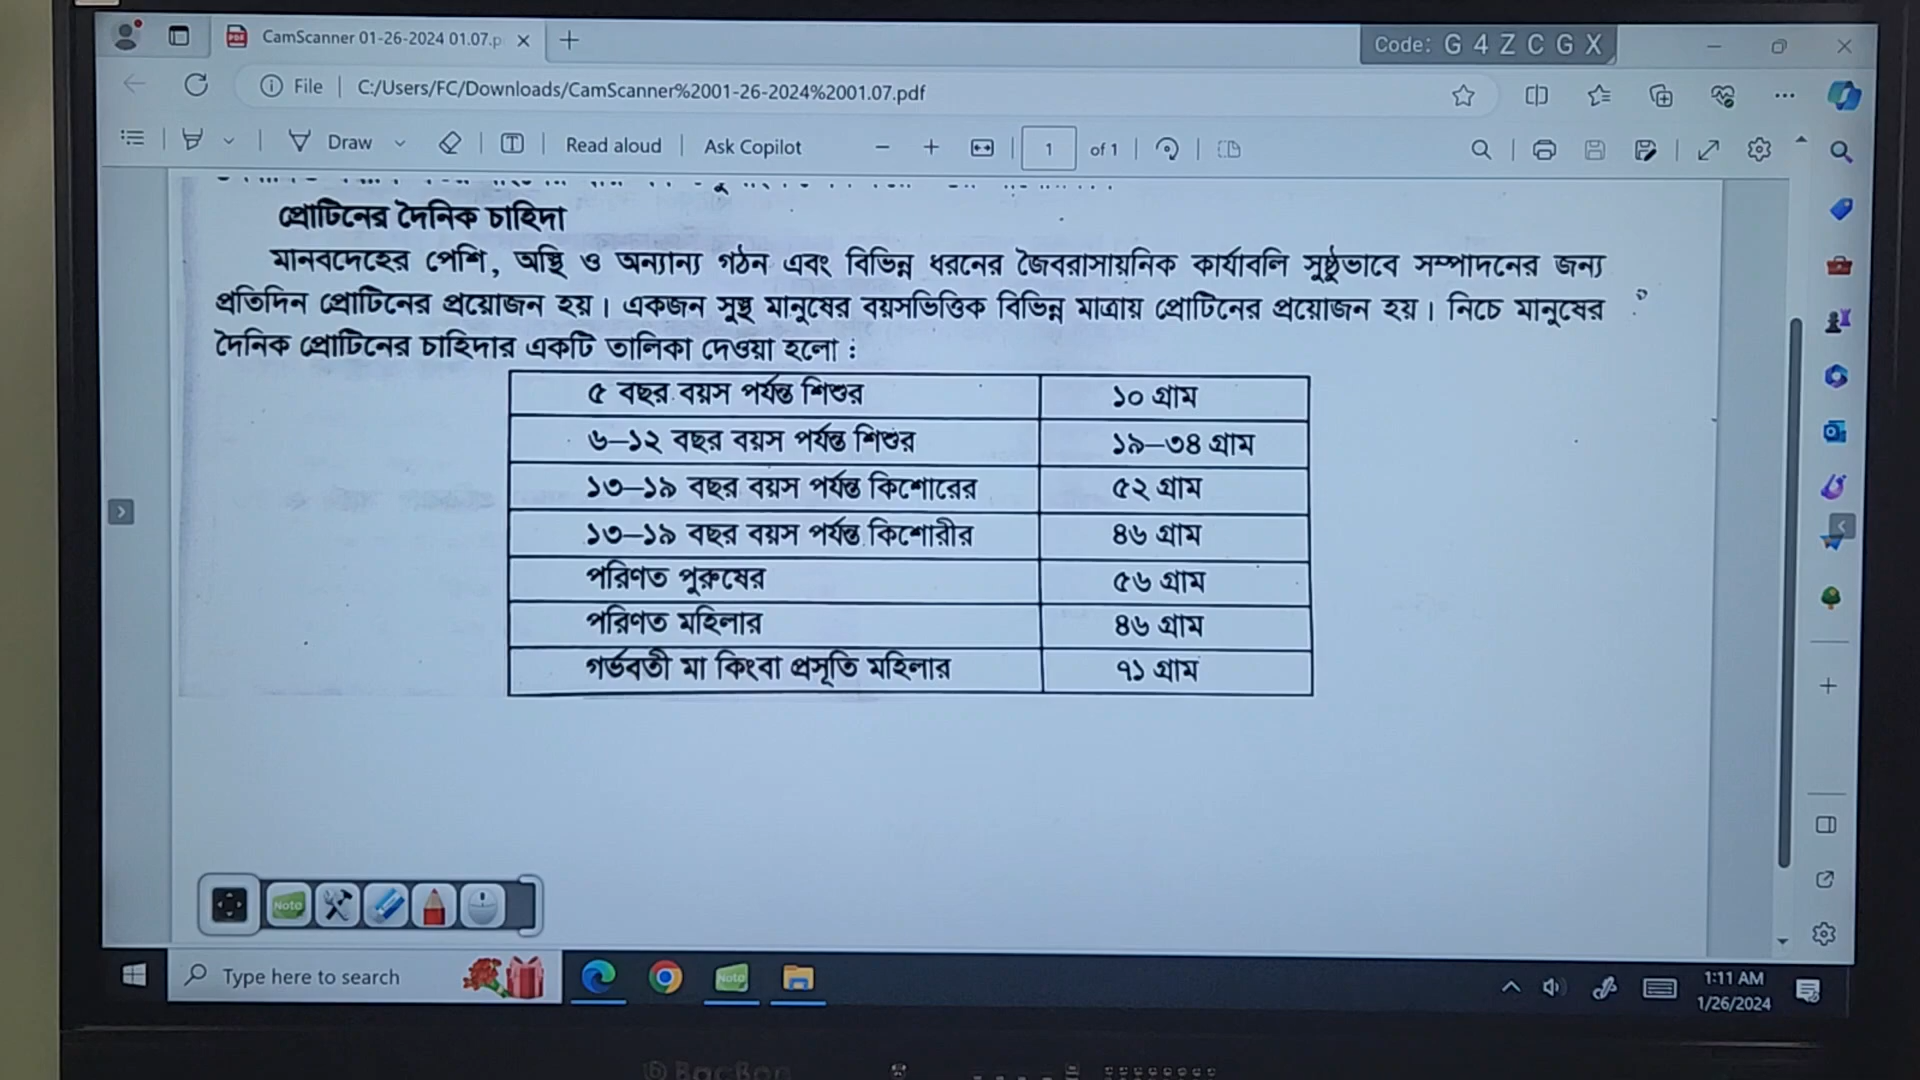 CamScanner 01-26-2024 01.07.p
Code: G 4 Z C G X
File
C:/Users/FC/Downloads/CamScanner%2001-26-2024%2001.07.pdf
Draw
Read aloud
Ask Copilot
1
of 1
প্রোটিনের দৈনিক চাহিদা
মানবদেহের পেশি, অস্থি ও অন্যান্য গঠন এবং বিভিন্ন ধরনের জৈবরাসায়নিক কার্যাবলি সুষ্ঠুভাবে সম্পাদনের জন্য
প্রতিদিন প্রোটিনের প্রয়োজন হয়। একজন সুস্থ মানুষের বয়সভিত্তিক বিভিন্ন মাত্রায় প্রোটিনের প্রয়োজন হয়। নিচে মানুষের
দৈনিক প্রোটিনের চাহিদার একটি তালিকা দেওয়া হলো :
৫ বছর বয়স পর্যন্ত শিশুর ১০ গ্রাম
৬–১২ বছর বয়স পর্যন্ত শিশুর ১৯–৩৪ গ্রাম
১৩–১৯ বছর বয়স পর্যন্ত কিশোরের ৫২ গ্রাম
১৩–১৯ বছর বয়স পর্যন্ত কিশোরীর ৪৬ গ্রাম
পরিণত পুরুষের ৫৬ গ্রাম
পরিণত মহিলার ৪৬ গ্রাম
গর্ভবতী মা কিংবা প্রসূতি মহিলার ৭১ গ্রাম
Note
Type here to search
Note
1:11 AM
1/26/2024